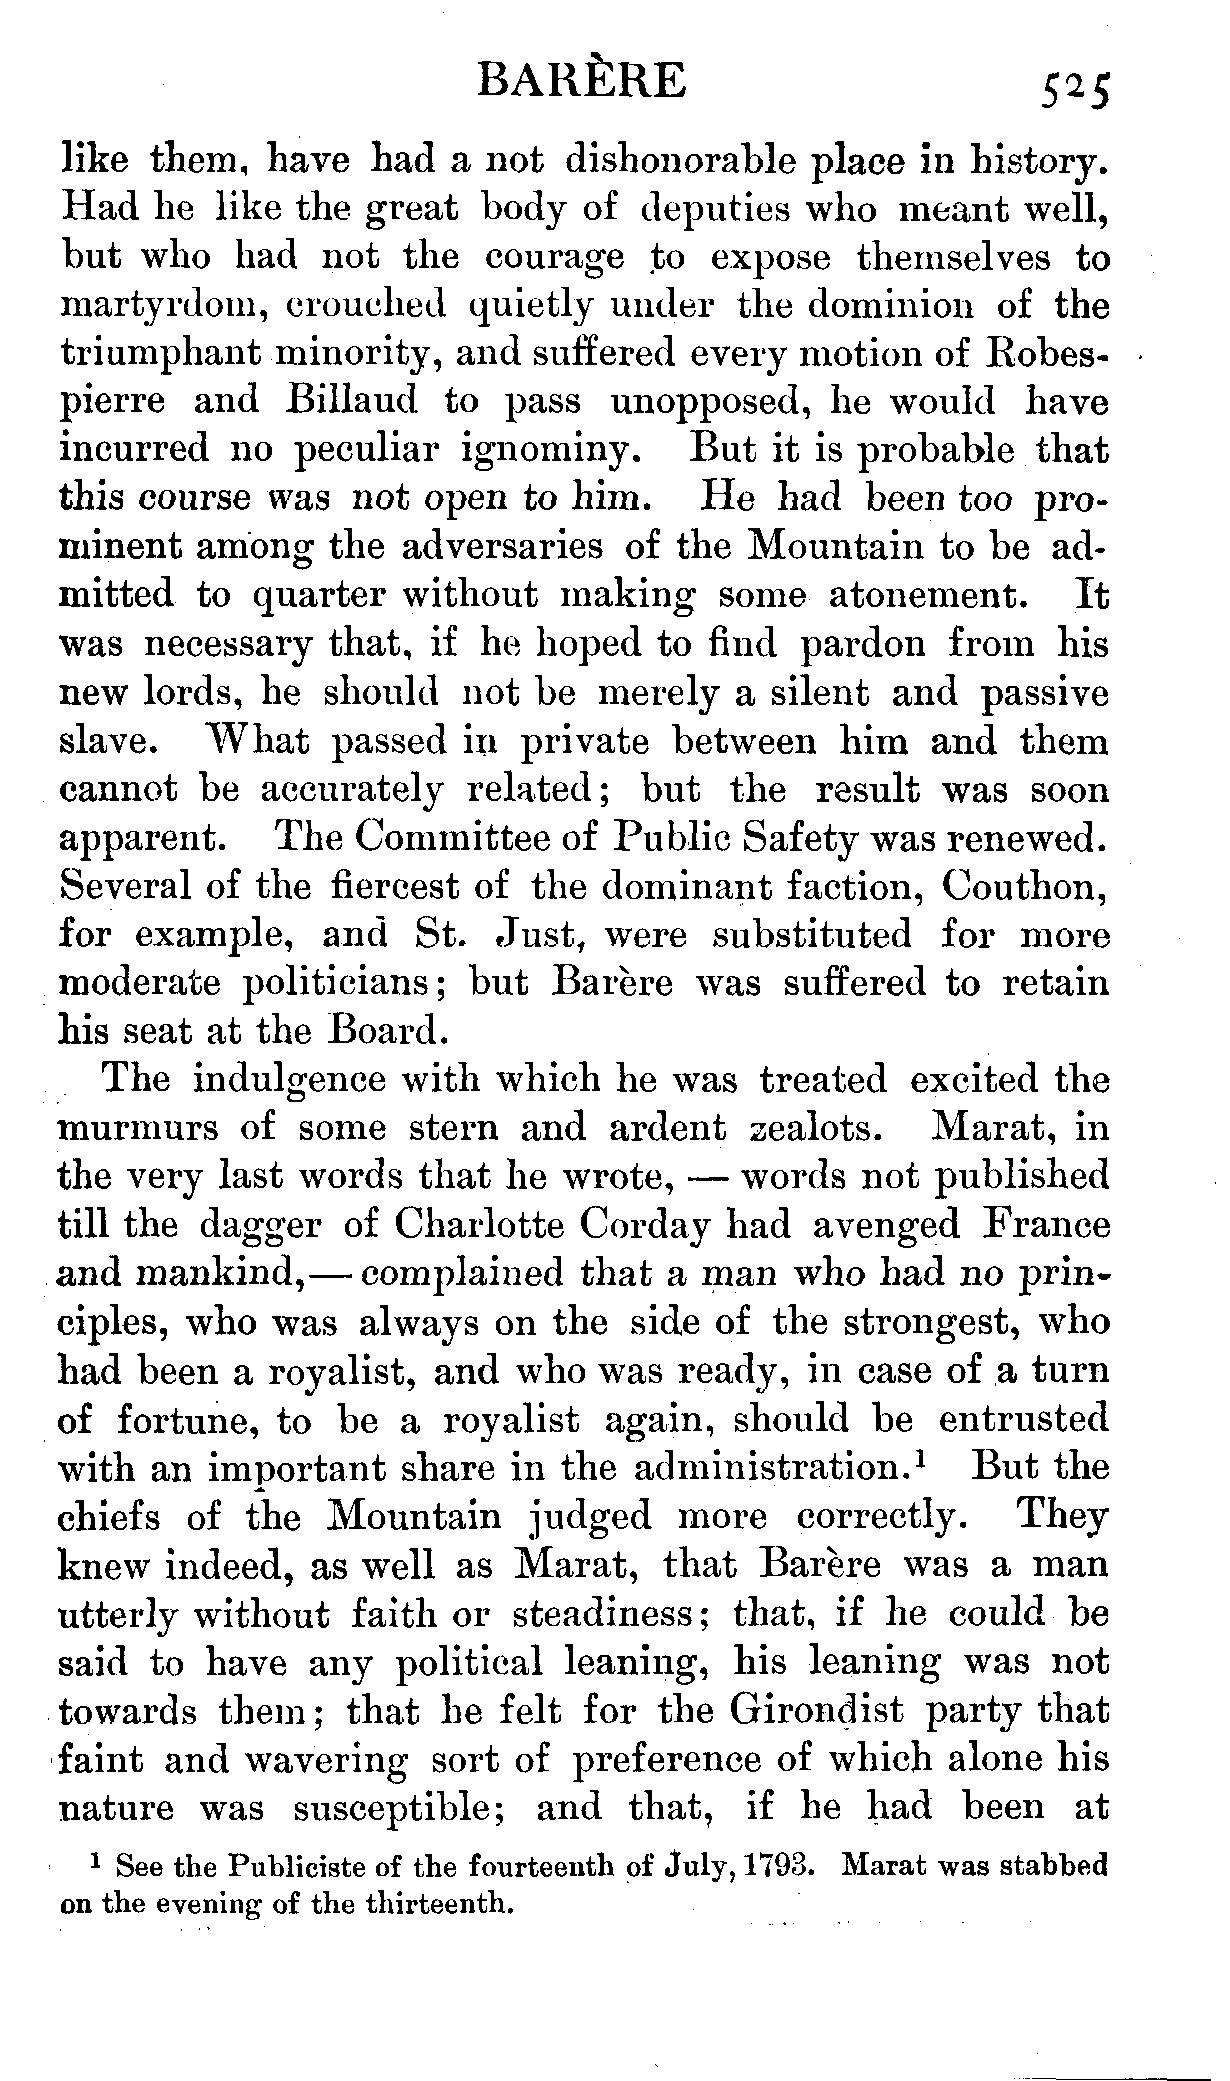 BARÈRE 525
like them, have had a not dishonorable place in history.
Had he like the great body of deputies who meant well,
but who had not the courage to expose themselves to
martyrdom, crouched quietly under the dominion of the
triumphant minority, and suffered every motion of Robes-
pierre and Billaud to pass unopposed, he would have
incurred no peculiar ignominy. But it is probable that
this course was not open to him. He had been too pro-
minent among the adversaries of the Mountain to be ad-
mitted to quarter without making some atonement. It
was necessary that, if he hoped to find pardon from his
new lords, he should not be merely a silent and passive
slave. What passed in private between him and them
cannot be accurately related; but the result was soon
apparent. The Committee of Public Safety was renewed.
Several of the fiercest of the dominant faction, Couthon,
for example, and St. Just, were substituted for more
moderate politicians; but Barère was suffered to retain
his seat at the Board.
The indulgence with which he was treated excited the
murmurs of some stern and ardent zealots. Marat, in
the very last words that he wrote, — words not published
till the dagger of Charlotte Corday had avenged France
and mankind,— complained that a man who had no prin-
ciples, who was always on the side of the strongest, who
had been a royalist, and who was ready, in case of a turn
of fortune, to be a royalist again, should be entrusted
with an important share in the administration.¹ But the
chiefs of the Mountain judged more correctly. They
knew indeed, as well as Marat, that Barère was a man
utterly without faith or steadiness; that, if he could be
said to have any political leaning, his leaning was not
towards them; that he felt for the Girondist party that
faint and wavering sort of preference of which alone his
nature was susceptible; and that, if he had been at
¹ See the Publiciste of the fourteenth of July, 1793. Marat was stabbed
on the evening of the thirteenth.